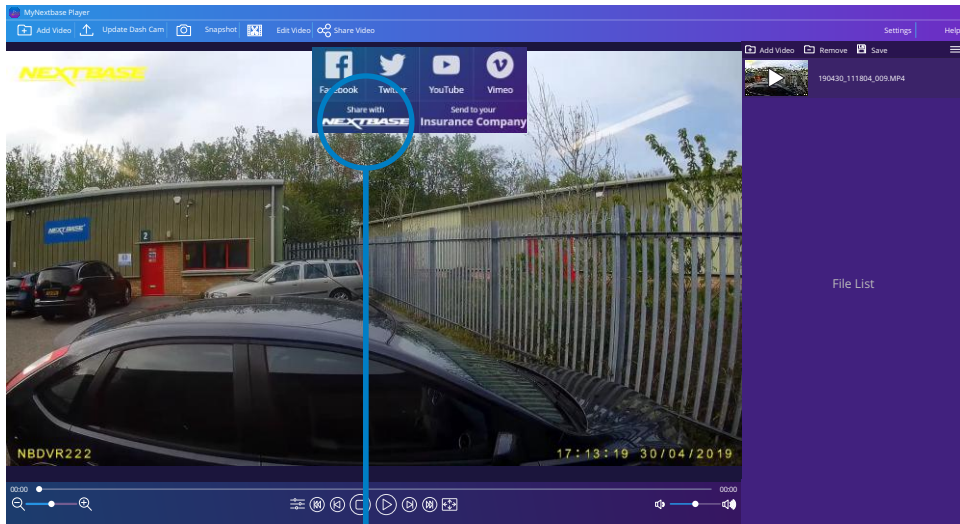 MyNextbase Player
Add Video Update Dash Cam Snapshot Edit Video Share Video Settings Help
Add Video Remove Save
190430_111804_009.MP4
File List
NEXTBASE
Facebook Twitter YouTube Vimeo
Share with Send to your
NEXTBASE Insurance Company
NEXTBASE
2
NBDVR222 17:13:19 30/04/2019
00:00 00:00